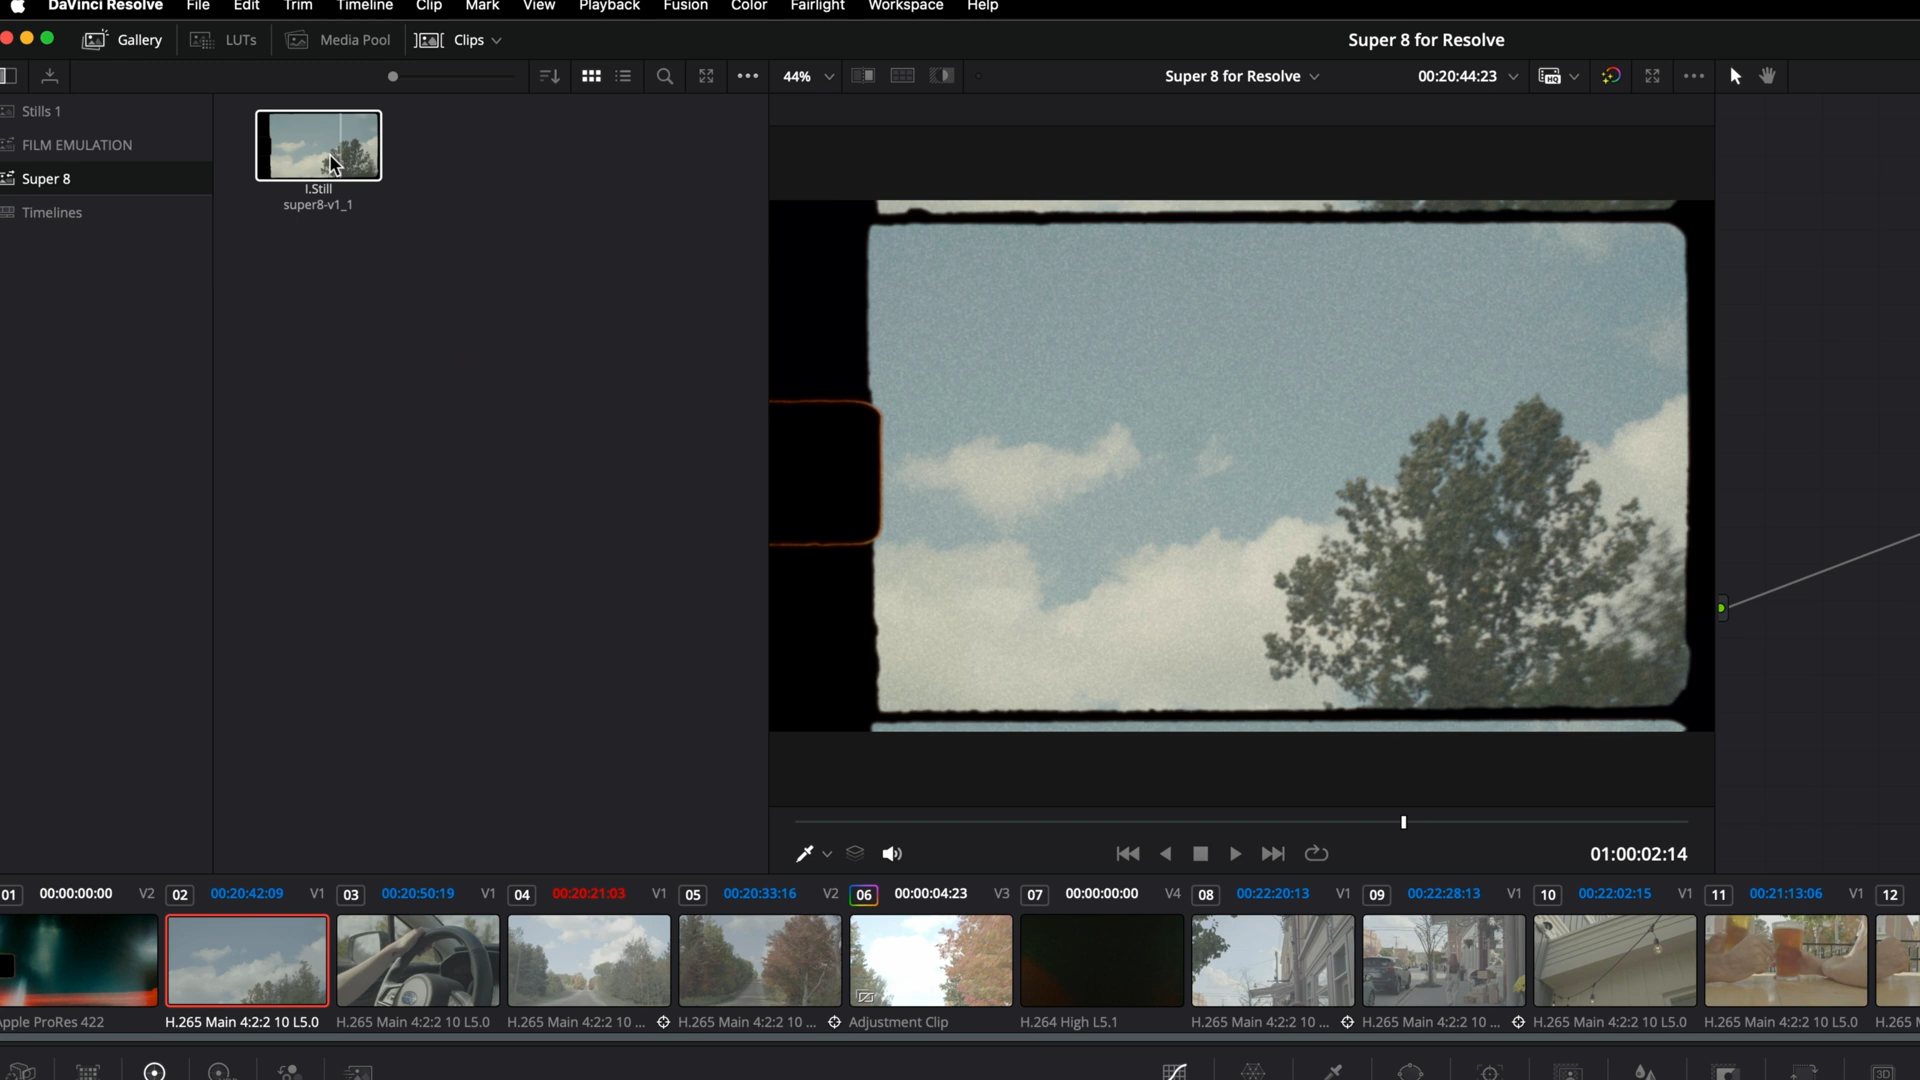 DaVinci Resolve File Edit Trim Timeline Clip Mark View Playback Fusion Color Fairlight Workspace Help
Gallery LUTs Media Pool Clips Super 8 for Resolve
44% Super 8 for Resolve 00:20:44:23 HQ
Stills 1
FILM EMULATION
Super 8
Timelines
I.Still
super8-v1_1
01:00:02:14
01 00:00:00:00 V2 02 00:20:42:09 V1 03 00:20:50:19 V1 04 00:20:21:03 V1 05 00:20:33:16 V2 06 00:00:04:23 V3 07 00:00:00:00 V4 08 00:22:20:13 V1 09 00:22:28:13 V1 10 00:22:02:15 V1 11 00:21:13:06 V1 12
pple ProRes 422 H.265 Main 4:2:2 10 L5.0 H.265 Main 4:2:2 10 L5.0 H.265 Main 4:2:2 10 ... H.265 Main 4:2:2 10 ... Adjustment Clip H.264 High L5.1 H.265 Main 4:2:2 10 ... H.265 Main 4:2:2 10 ... H.265 Main 4:2:2 10 L5.0 H.265 Main 4:2:2 10 L5.0 H.265 M
3D